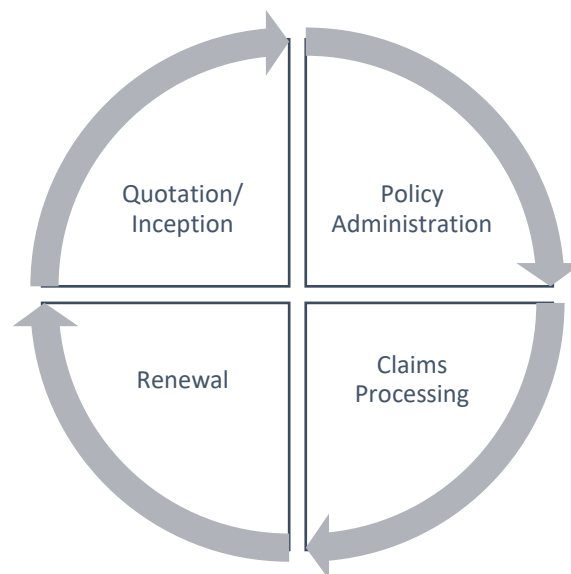 Quotation/
Inception
Policy
Administration
Renewal
Claims
Processing